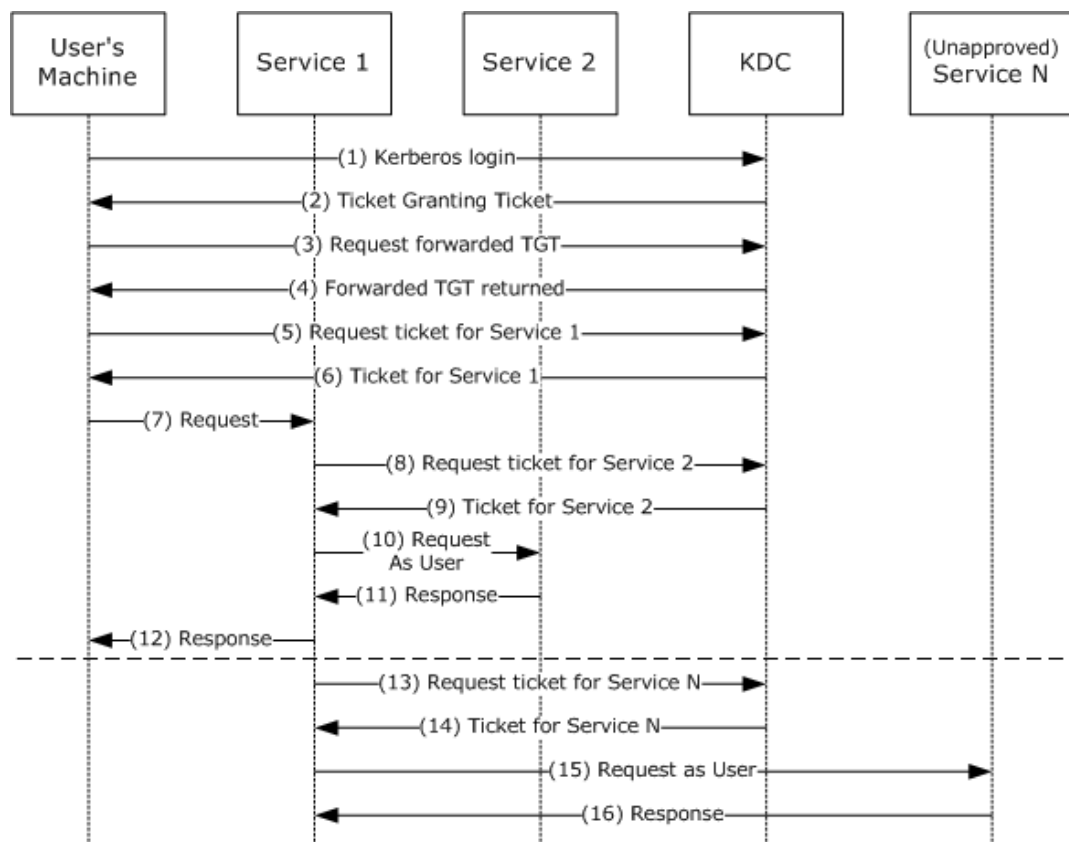 User's
Machine
Service 1
Service 2
KDC
(Unapproved)
Service N
(1) Kerberos login
(2) Ticket Granting Ticket
(3) Request forwarded TGT
(4) Forwarded TGT returned
(5) Request ticket for Service 1
(6) Ticket for Service 1
(7) Request
(8) Request ticket for Service 2
(9) Ticket for Service 2
(10) Request
As User
(11) Response
(12) Response
(13) Request ticket for Service N
(14) Ticket for Service N
(15) Request as User
(16) Response